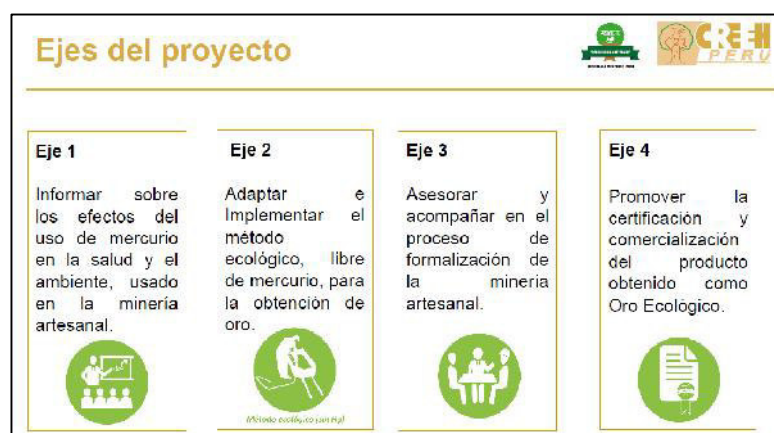 Ejes del proyecto
CREEH
PERU
Eje 1
Informar sobre
los efectos del
uso de mercurio
en la salud y el
ambiente, usado
en la minería
artesanal.
Eje 2
Adaptar e
Implementar el
método
ecológico, libre
de mercurio, para
la obtención de
oro.
Método ecológico (sin Hg)
Eje 3
Asesorar y
acompañar en el
proceso de
formalización de
la mineria
artesanal.
Eje 4
Promover la
certificación y
comercialización
del producto
obtenido como
Oro Ecológico.